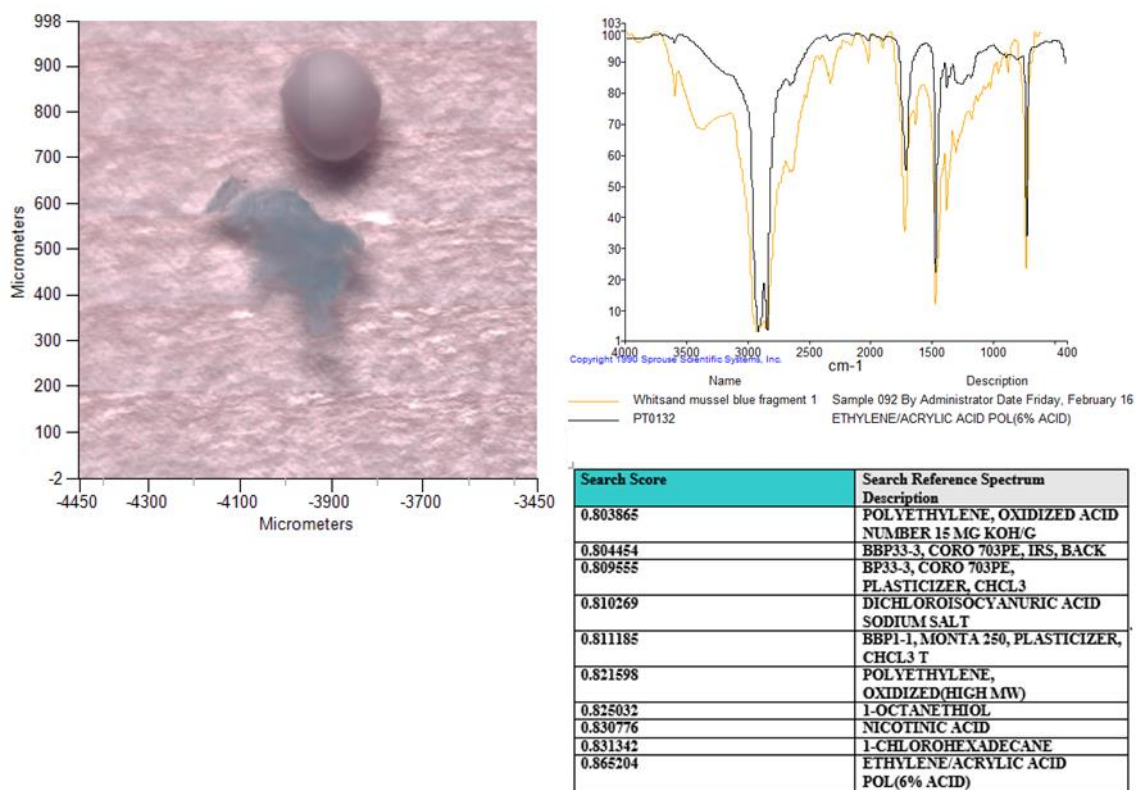 998
900
800
700
600
500
400
300
200
100
-2
Micrometers
-4450
-4300
-4100
-3900
-3700
-3450
Micrometers
103
100
90
80
70
60
50
40
30
20
10
1
4000
3500
3000
2500
2000
1500
1000
400
cm-1
Copyright 1990 Sprouse Scientific Systems, Inc.
Name Description
Whitsand mussel blue fragment 1 Sample 092 By Administrator Date Friday, February 16
PT0132 ETHYLENE/ACRYLIC ACID POL(6% ACID)
Search Score Search Reference Spectrum
Description
0.803865 POLYETHYLENE, OXIDIZED ACID
NUMBER 15 MG KOH/G
0.804454 BBP33-3, CORO 703PE, IRS, BACK
0.809555 BP33-3, CORO 703PE,
PLASTICIZER, CHCL3
0.810269 DICHLOROISOCYANURIC ACID
SODIUM SALT
0.811185 BBP1-1, MONTA 250, PLASTICIZER,
CHCL3 T
0.821598 POLYETHYLENE,
OXIDIZED(HIGH MW)
0.825032 1-OCTANETHIOL
0.830776 NICOTINIC ACID
0.831342 1-CHLOROHEXADECANE
0.865204 ETHYLENE/ACRYLIC ACID
POL(6% ACID)